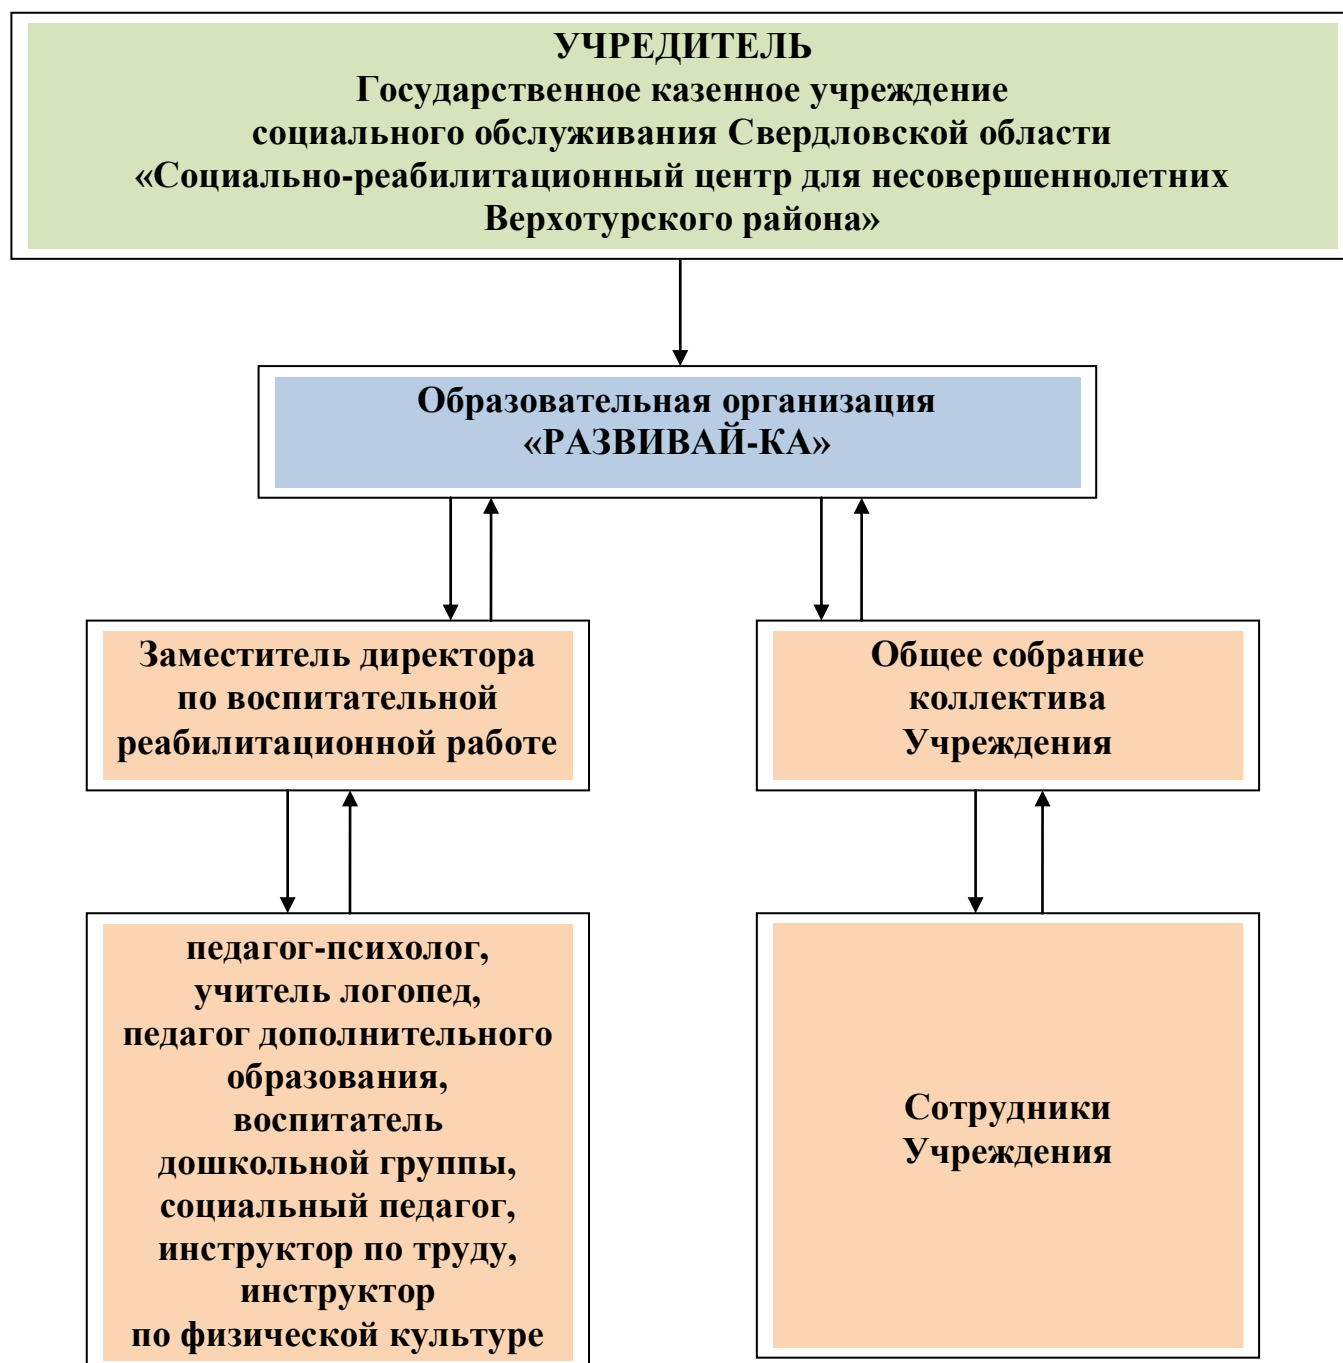 УЧРЕДИТЕЛЬ
Государственное казенное учреждение
социального обслуживания Свердловской области
«Социально-реабилитационный центр для несовершеннолетних
Верхотурского района»
Образовательная организация
«РАЗВИВАЙ-КА»
Заместитель директора
по воспитательной
реабилитационной работе
Общее собрание
коллектива
Учреждения
педагог-психолог,
учитель логопед,
педагог дополнительного
образования,
воспитатель
дошкольной группы,
социальный педагог,
инструктор по труду,
инструктор
по физической культуре
Сотрудники
Учреждения